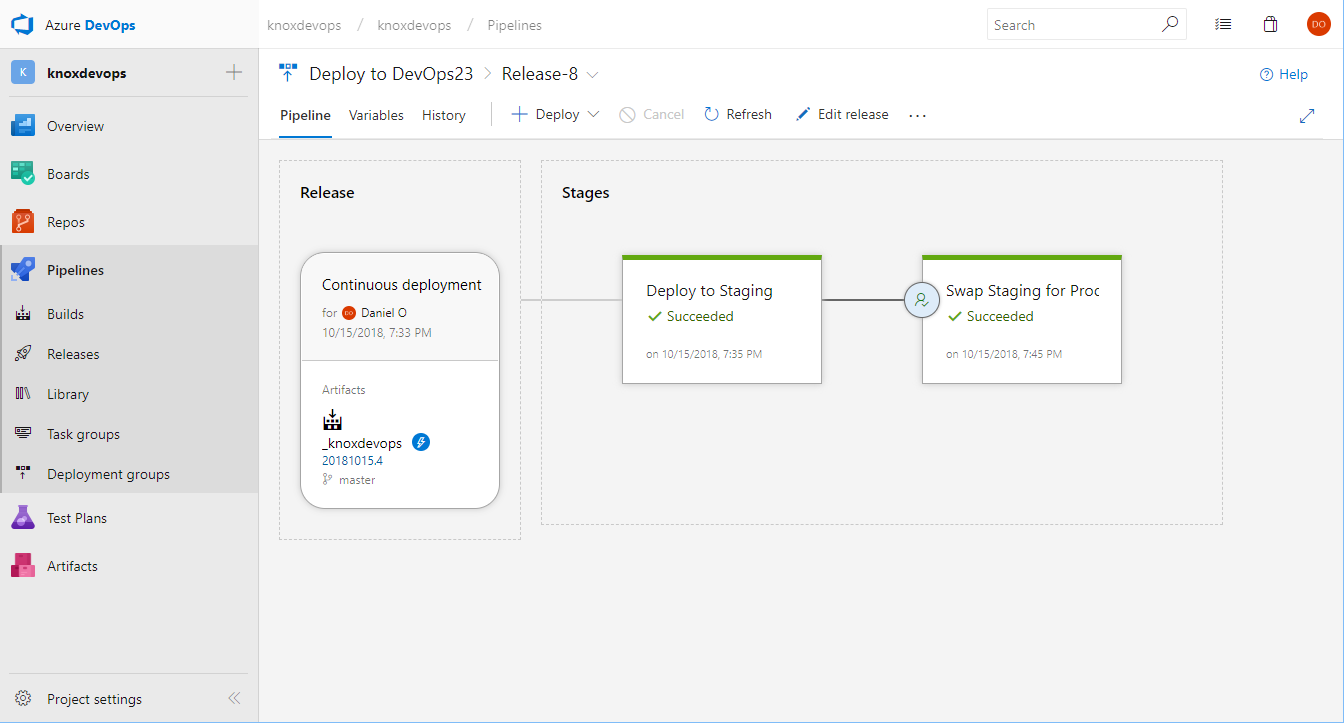 Azure DevOps
knoxdevops / knoxdevops / Pipelines
Search
DO
K
knoxdevops
Overview
Boards
Repos
Pipelines
Builds
Releases
Library
Task groups
Deployment groups
Test Plans
Artifacts
Project settings
Deploy to DevOps23 > Release-8
Help
Pipeline
Variables
History
Deploy
Cancel
Refresh
Edit release
...
Release
Continuous deployment
for DO Daniel O
10/15/2018, 7:33 PM
Artifacts
_knoxdevops
20181015.4
master
Stages
Deploy to Staging
Succeeded
on 10/15/2018, 7:35 PM
Swap Staging for Proc
Succeeded
on 10/15/2018, 7:45 PM